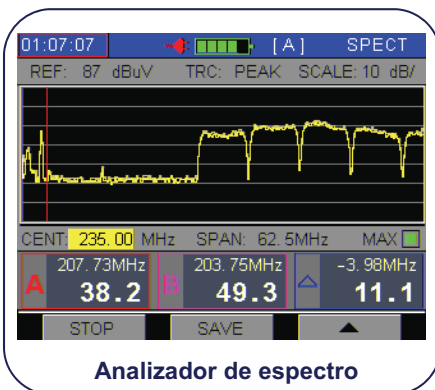 01:07:07 [ A ] SPECT
REF: 87 dBuV TRC: PEAK SCALE: 10 dB/
CENT: 235.00 MHz SPAN: 62.5MHz MAX
A 207.73MHz 38.2 B 203.75MHz 49.3 △ -3.98MHz 11.1
STOP SAVE ▲
Analizador de espectro